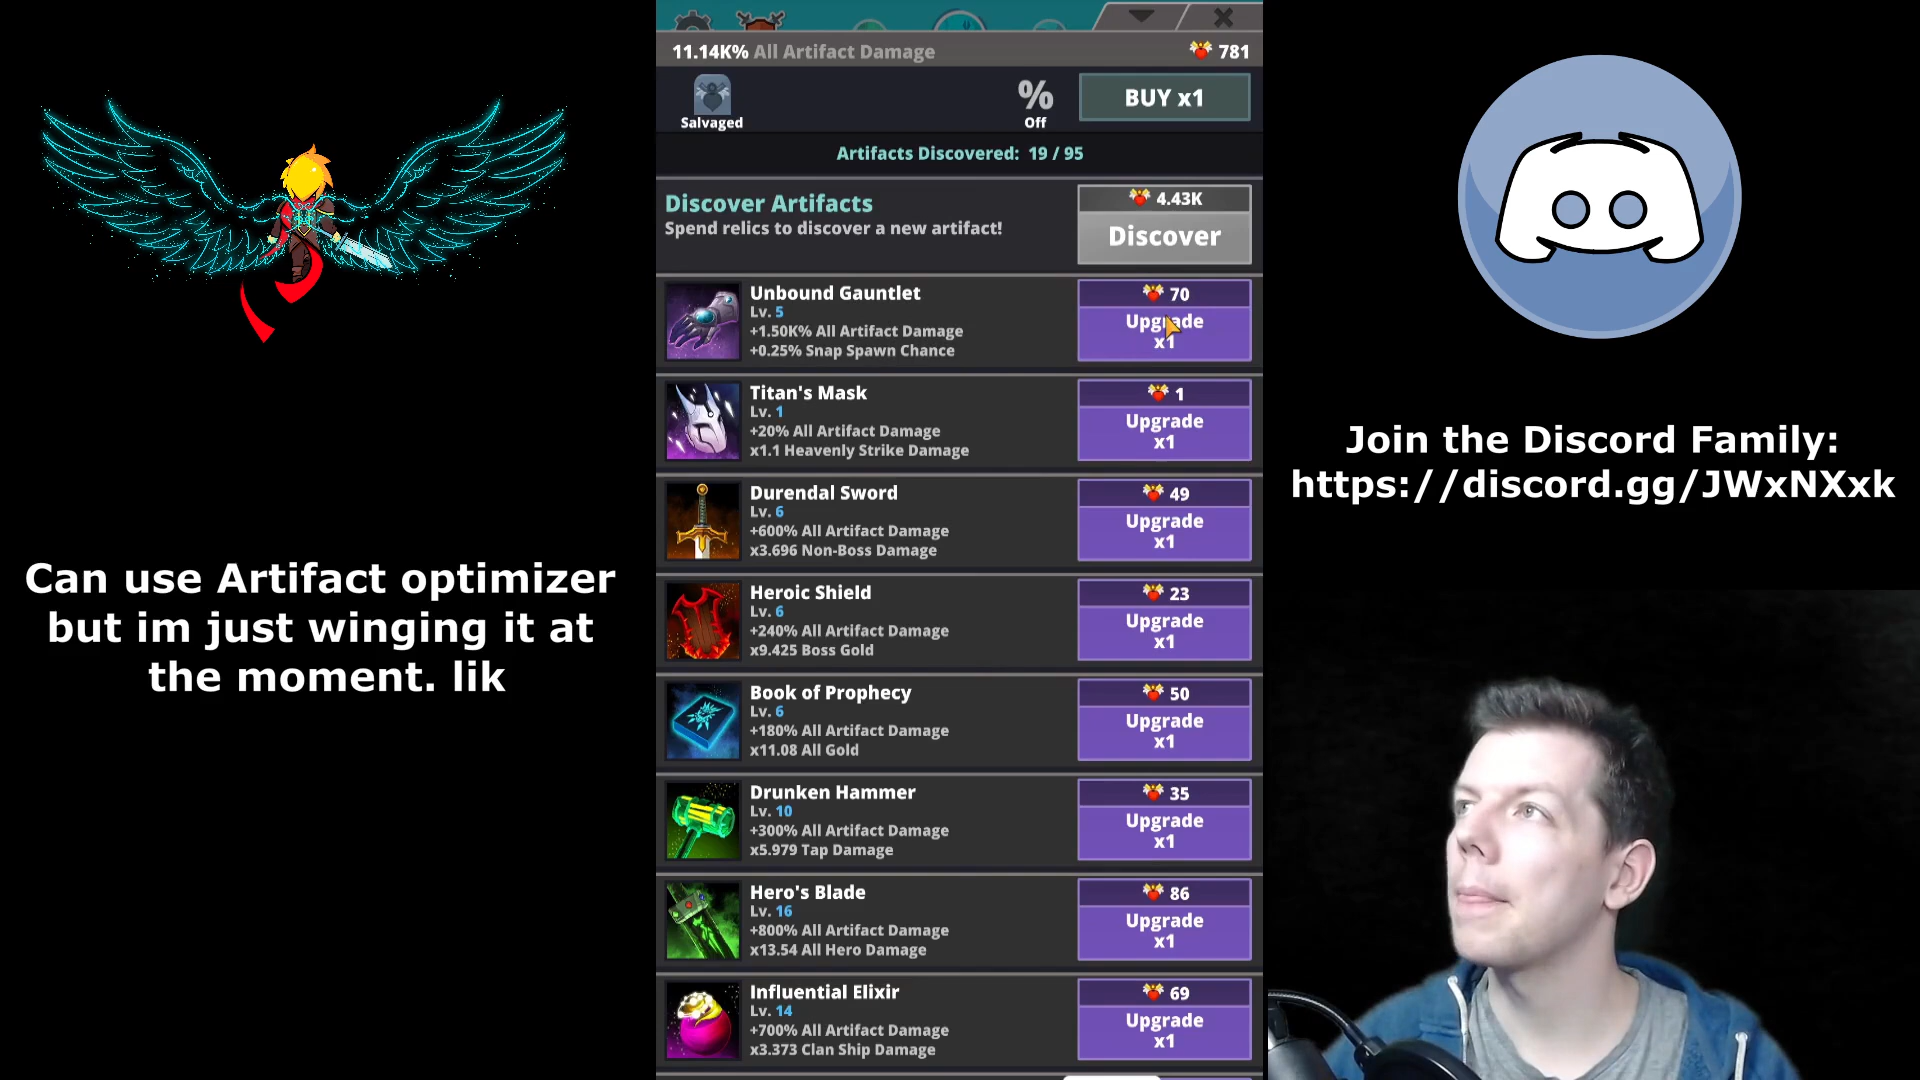 11.14K% All Artifact Damage
781
Salvaged
%
Off
BUY x1
Artifacts Discovered: 19 / 95
Discover Artifacts
Spend relics to discover a new artifact!
4.43K
Discover
Unbound Gauntlet
Lv. 5
+1.50K% All Artifact Damage
+0.25% Snap Spawn Chance
70
Upgrade
x1
Titan's Mask
Lv. 1
+20% All Artifact Damage
x1.1 Heavenly Strike Damage
1
Upgrade
x1
Durendal Sword
Lv. 6
+600% All Artifact Damage
x3.696 Non-Boss Damage
49
Upgrade
x1
Heroic Shield
Lv. 6
+240% All Artifact Damage
x9.425 Boss Gold
23
Upgrade
x1
Book of Prophecy
Lv. 6
+180% All Artifact Damage
x11.08 All Gold
50
Upgrade
x1
Drunken Hammer
Lv. 10
+300% All Artifact Damage
x5.979 Tap Damage
35
Upgrade
x1
Hero's Blade
Lv. 16
+800% All Artifact Damage
x13.54 All Hero Damage
86
Upgrade
x1
Influential Elixir
Lv. 14
+700% All Artifact Damage
x3.373 Clan Ship Damage
69
Upgrade
x1
Can use Artifact optimizer
but im just winging it at
the moment. lik
Join the Discord Family:
https://discord.gg/JWxNXxk